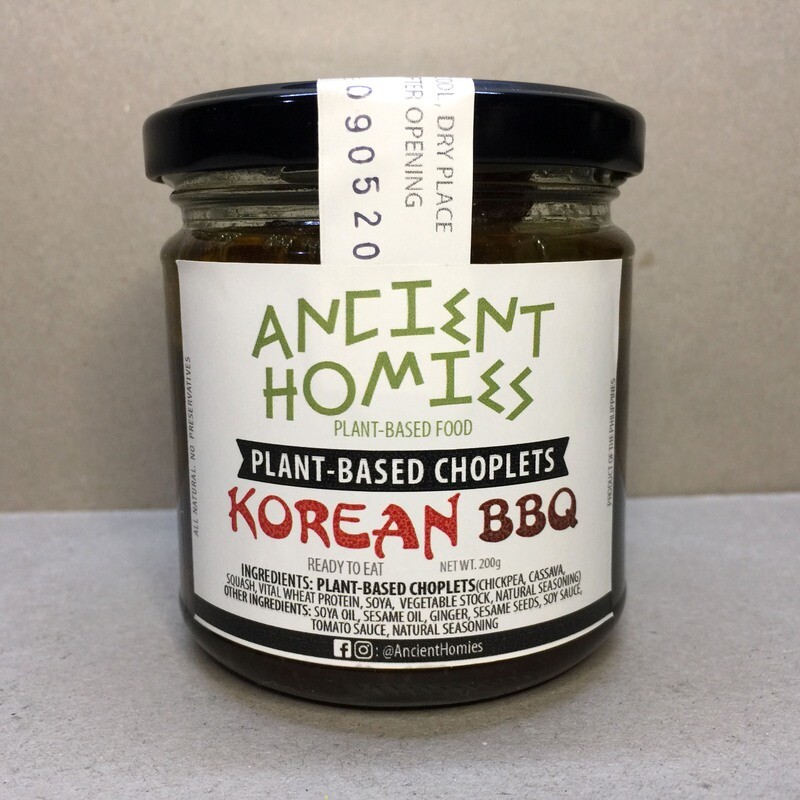 OOL, DRY PLACE
TER OPENING
090520
ANCIENT
HOMIES
PLANT-BASED FOOD
PLANT-BASED CHOPLETS
KOREAN BBQ
READY TO EAT
NET WT. 200g
INGREDIENTS: PLANT-BASED CHOPLETS(CHICKPEA, CASSAVA,
SQUASH, VITAL WHEAT PROTEIN, SOYA, VEGETABLE STOCK, NATURAL SEASONING)
OTHER INGREDIENTS: SOYA OIL, SESAME OIL, GINGER, SESAME SEEDS, SOY SAUCE,
TOMATO SAUCE, NATURAL SEASONING
: @AncientHomies
ALL NATURAL. NO PRESERVATIVES
PRODUCT OF THE PHILIPPINES